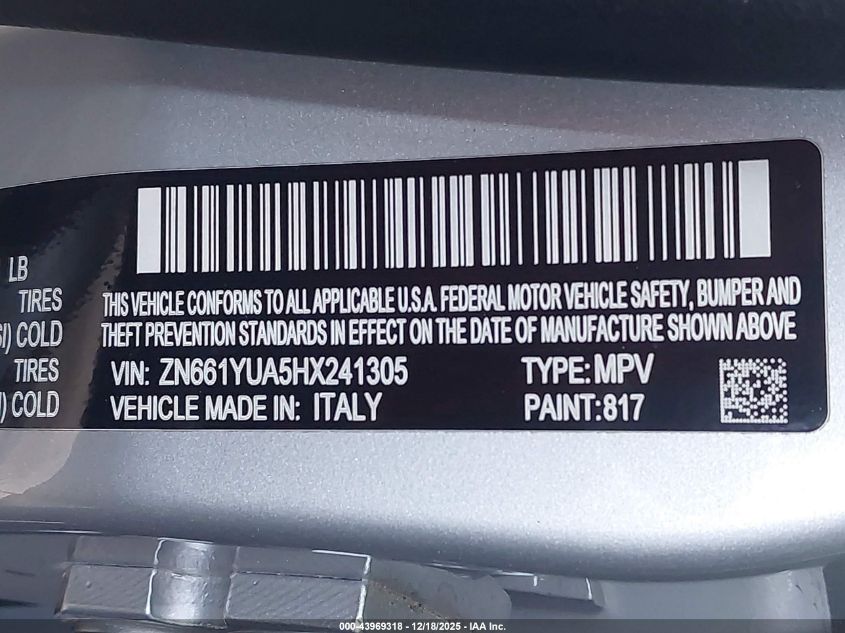 LB
TIRES
SI) COLD
TIRES
) COLD
THIS VEHICLE CONFORMS TO ALL APPLICABLE U.S.A. FEDERAL MOTOR VEHICLE SAFETY, BUMPER AND
THEFT PREVENTION STANDARDS IN EFFECT ON THE DATE OF MANUFACTURE SHOWN ABOVE
VIN: ZN661YUA5HX241305 TYPE: MPV
VEHICLE MADE IN: ITALY PAINT:817
000-43969318 - 12/18/2025 - IAA Inc.